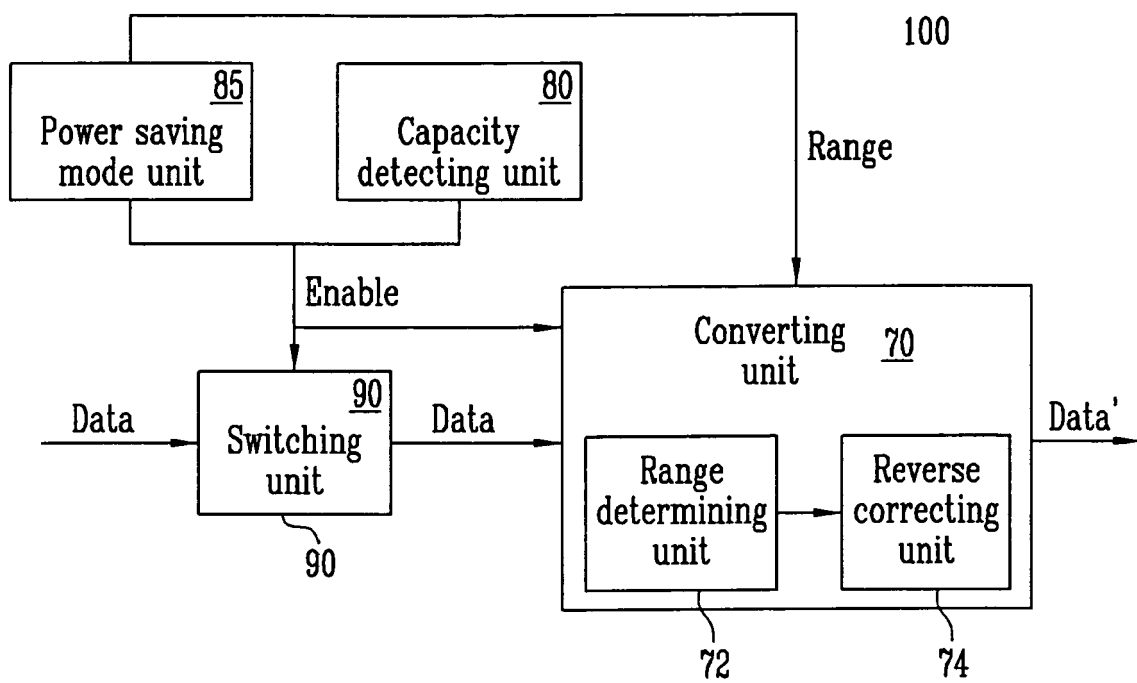 100
85
Power saving
mode unit
80
Capacity
detecting unit
Range
Enable
Converting
unit
70
Data
90
Switching
unit
Data
Data'
Range
determining
unit
Reverse
correcting
unit
90
72
74